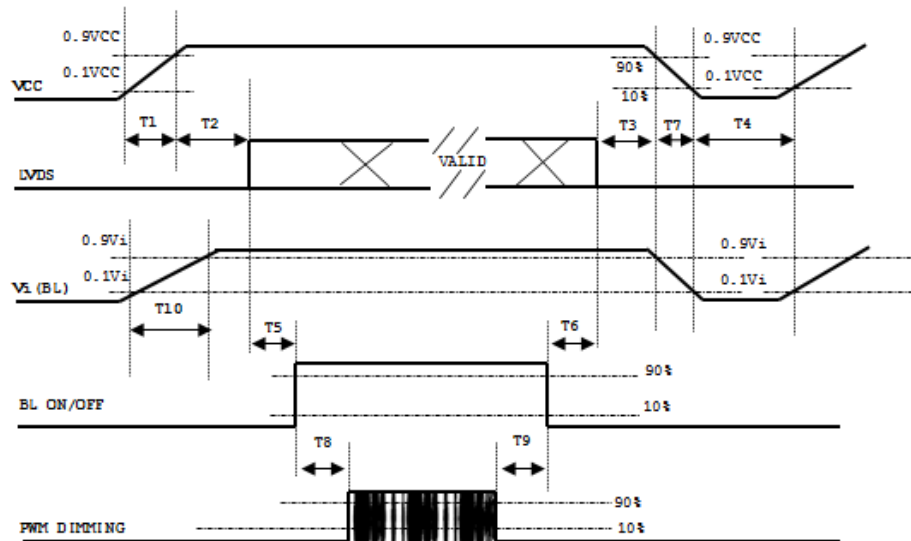 0.9VCC
0.9VCC
90%
0.1VCC
0.1VCC
VCC
10%
T1
T2
T3
T7
T4
VALID
LVDS
0.9Vi
0.9Vi
0.1Vi
0.1Vi
Vi(BL)
T10
T5
T6
90%
BL ON/OFF
10%
T8
T9
90%
PWM DIMMING
10%